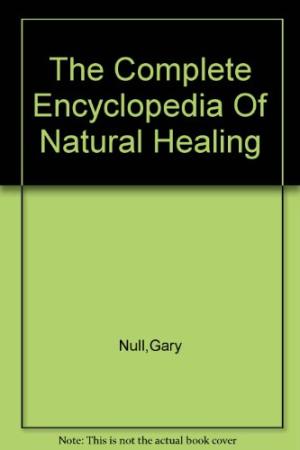 The Complete
Encyclopedia Of
Natural Healing
Null,Gary
Note: This is not the actual book cover